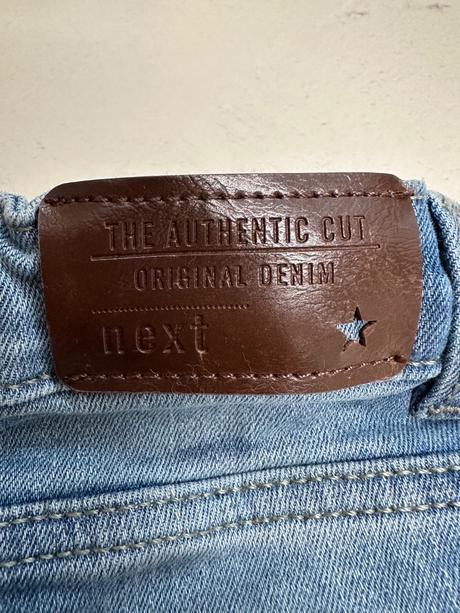 THE AUTHENTIC CUT
ORIGINAL DENIM
next